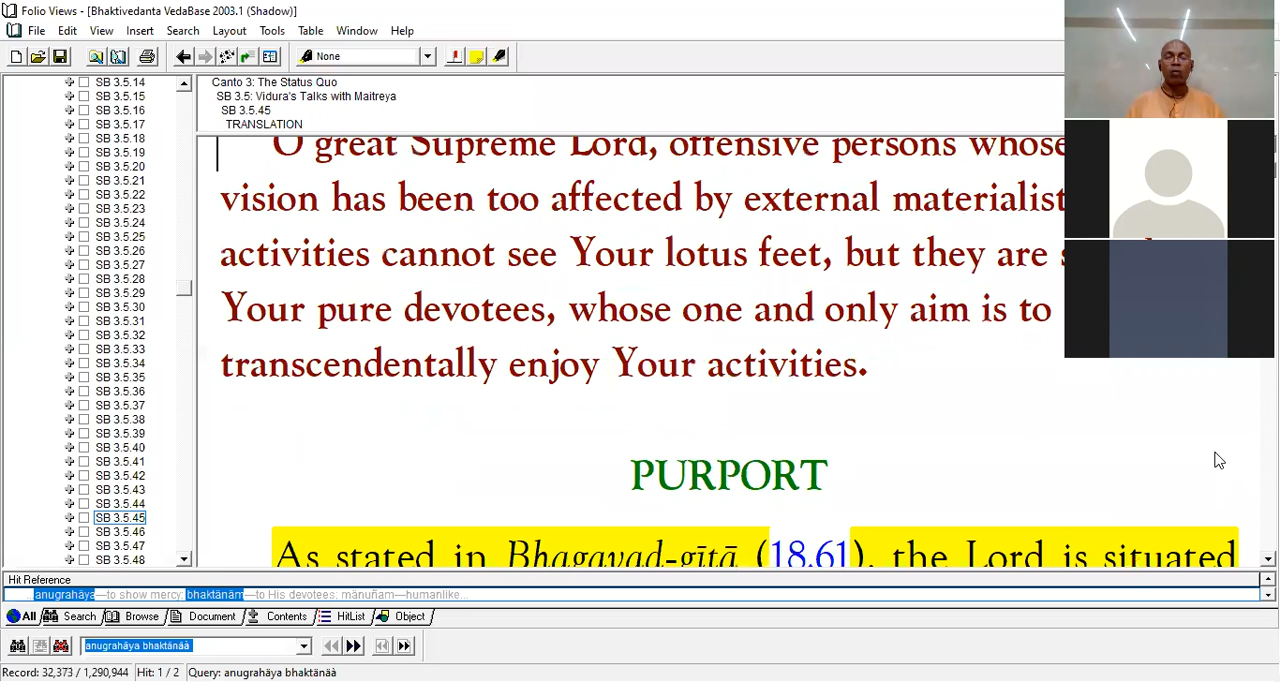 Folio Views - [Bhaktivedanta VedaBase 2003.1 (Shadow)]
File Edit View Insert Search Layout Tools Table Window Help
None
SB 3.5.14
SB 3.5.15
SB 3.5.16
SB 3.5.17
SB 3.5.18
SB 3.5.19
SB 3.5.20
SB 3.5.21
SB 3.5.22
SB 3.5.23
SB 3.5.24
SB 3.5.25
SB 3.5.26
SB 3.5.27
SB 3.5.28
SB 3.5.29
SB 3.5.30
SB 3.5.31
SB 3.5.32
SB 3.5.33
SB 3.5.34
SB 3.5.35
SB 3.5.36
SB 3.5.37
SB 3.5.38
SB 3.5.39
SB 3.5.40
SB 3.5.41
SB 3.5.42
SB 3.5.43
SB 3.5.44
SB 3.5.45
SB 3.5.46
SB 3.5.47
SB 3.5.48
Canto 3: The Status Quo
SB 3.5: Vidura's Talks with Maitreya
SB 3.5.45
TRANSLATION
O great Supreme Lord, offensive persons whose
vision has been too affected by external materialist
activities cannot see Your lotus feet, but they are
Your pure devotees, whose one and only aim is to
transcendentally enjoy Your activities.
PURPORT
As stated in Bhagavad-gītā (18.61), the Lord is situated
Hit Reference
...anugrahäya—to show mercy; bhaktänäm—to His devotees; mänuñam—humanlike...
All Search Browse Document Contents HitList Object
anugrahäya bhaktänäà
Record: 32,373 / 1,290,944 Hit: 1 / 2 Query: anugrahäya bhaktänäà